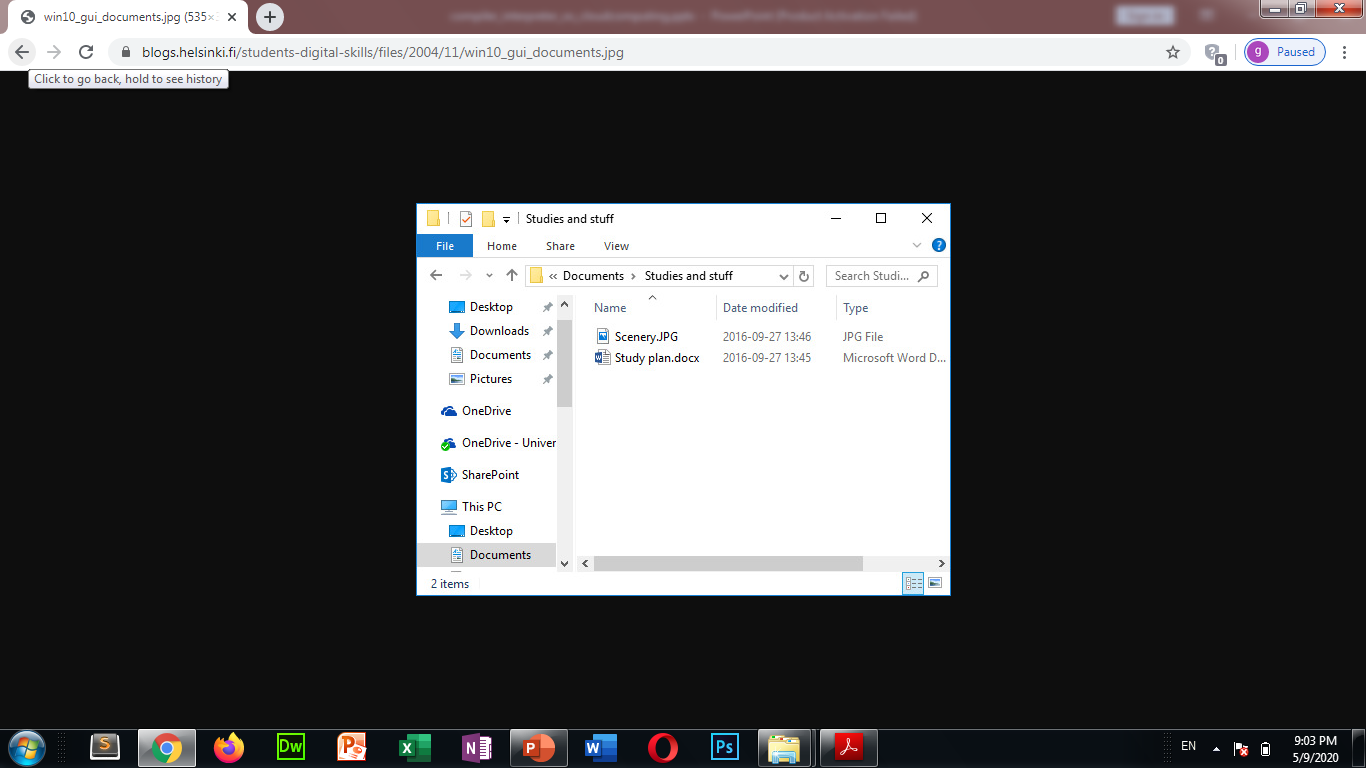 win10_gui_documents.jpg (535×
blogs.helsinki.fi/students-digital-skills/files/2004/11/win10_gui_documents.jpg
0
g Paused
Click to go back, hold to see history
Studies and stuff
File Home Share View
?
« Documents › Studies and stuff
Search Studi...
Name Date modified Type
Desktop
Downloads
Documents
Pictures
OneDrive
OneDrive - Univer
SharePoint
This PC
Desktop
Documents
Scenery.JPG 2016-09-27 13:46 JPG File
Study plan.docx 2016-09-27 13:45 Microsoft Word D...
2 items
S Dw P X N P W Ps
EN
9:03 PM
5/9/2020